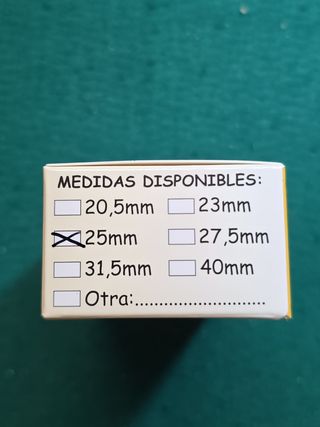 MEDIDAS DISPONIBLES:
20,5mm 23mm
25mm 27,5mm
31,5mm 40mm
Otra:...........................